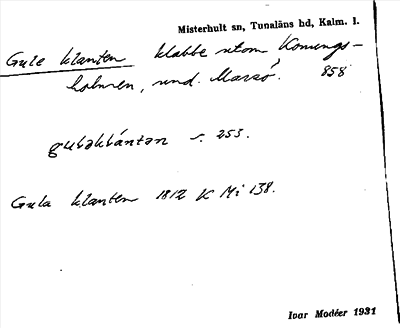 Misterhult sn, Tunaläns hd, Kalm. l.
Gule klanten klabbe utom Konungs-
holmen, und. Marsö. 858
guləklántən s. 253.
Gula klanten 1812 K Mi 138.
Ivar Modéer 1931